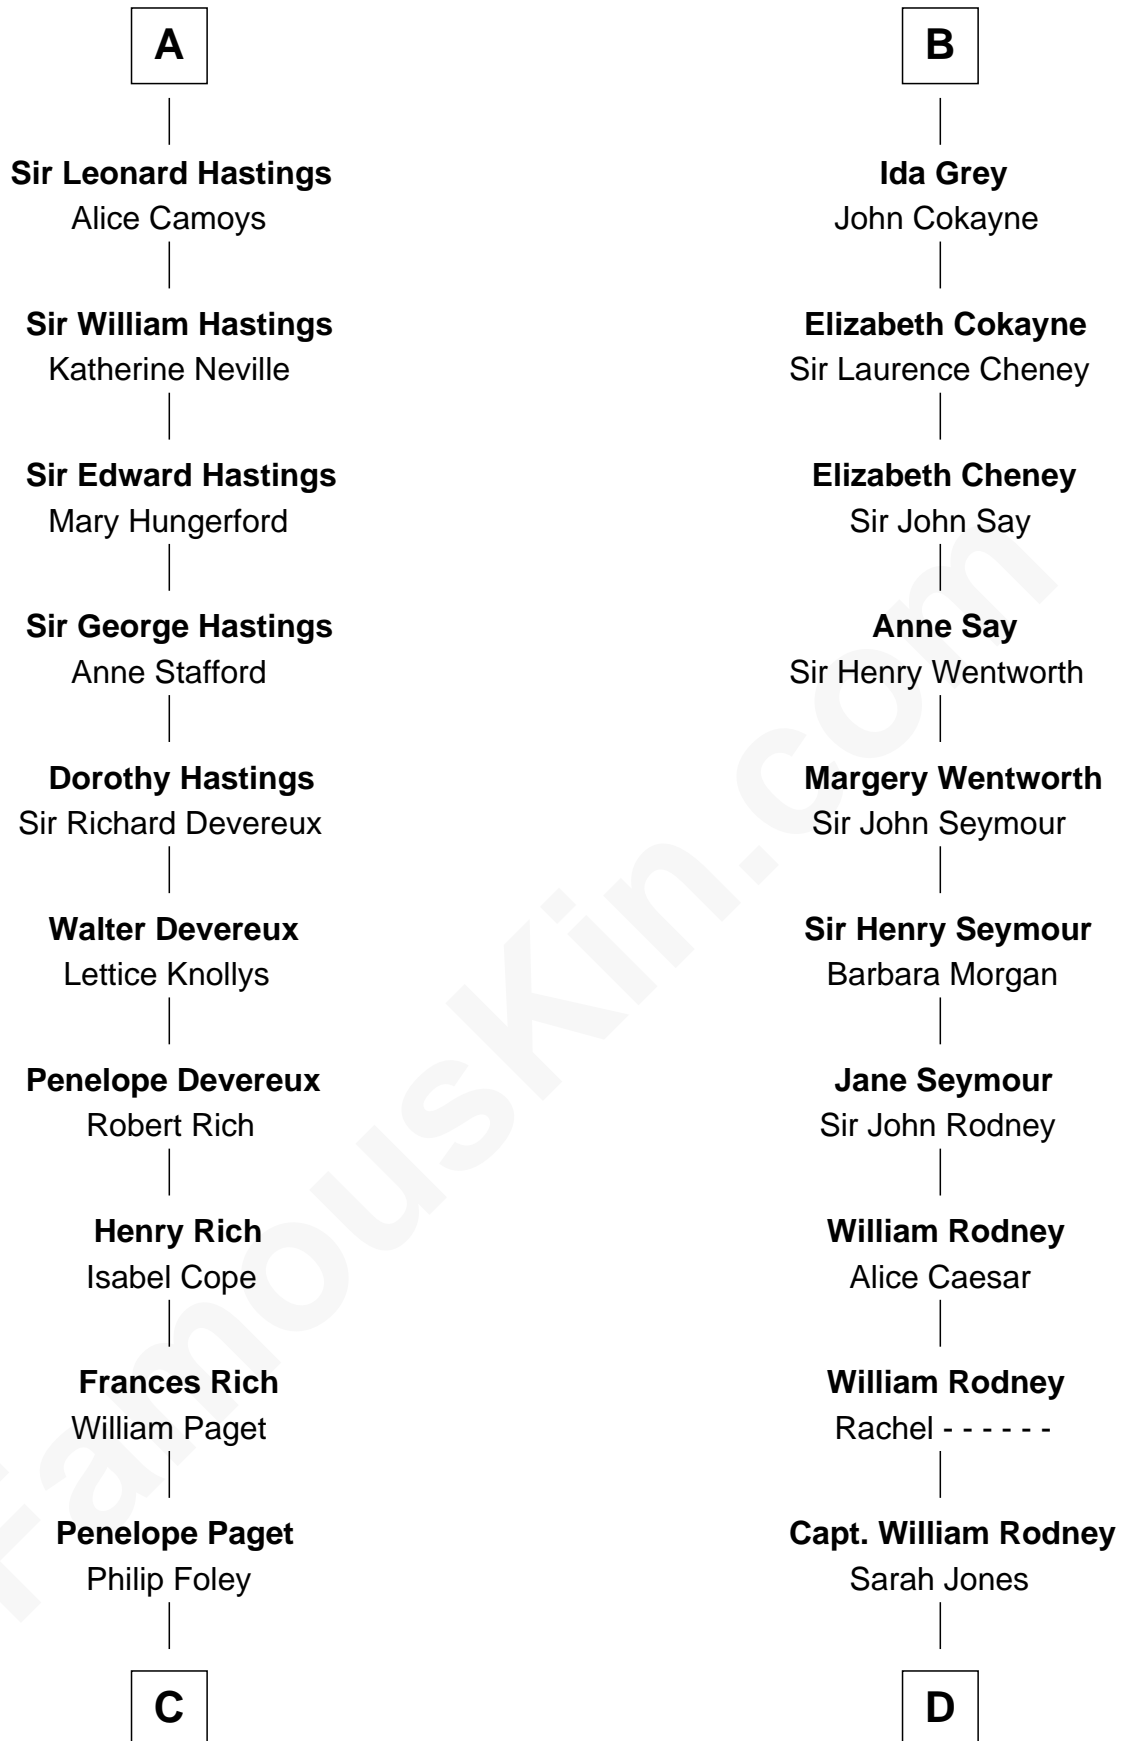 A
Sir Leonard Hastings
Alice Camoys
Sir William Hastings
Katherine Neville
Sir Edward Hastings
Mary Hungerford
Sir George Hastings
Anne Stafford
Dorothy Hastings
Sir Richard Devereux
Walter Devereux
Lettice Knollys
Penelope Devereux
Robert Rich
Henry Rich
Isabel Cope
Frances Rich
William Paget
Penelope Paget
Philip Foley
C
B
Ida Grey
John Cokayne
Elizabeth Cokayne
Sir Laurence Cheney
Elizabeth Cheney
Sir John Say
Anne Say
Sir Henry Wentworth
Margery Wentworth
Sir John Seymour
Sir Henry Seymour
Barbara Morgan
Jane Seymour
Sir John Rodney
William Rodney
Alice Caesar
William Rodney
Rachel - - - - - -
Capt. William Rodney
Sarah Jones
D
FamousKin.com